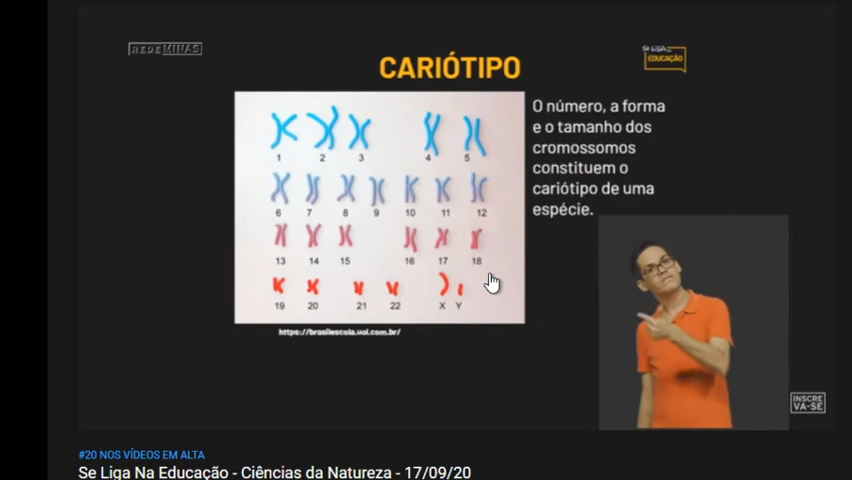 REDEMINAS
Se LiGA NA
EDUCAÇÃO
CARIÓTIPO
O número, a forma
e o tamanho dos
cromossomos
constituem o
cariótipo de uma
espécie.
1 2 3 4 5
6 7 8 9 10 11 12
13 14 15 16 17 18
19 20 21 22 X Y
https://brasilescola.uol.com.br/
INSCRE
VA-SE
#20 NOS VÍDEOS EM ALTA
Se Liga Na Educação - Ciências da Natureza - 17/09/20